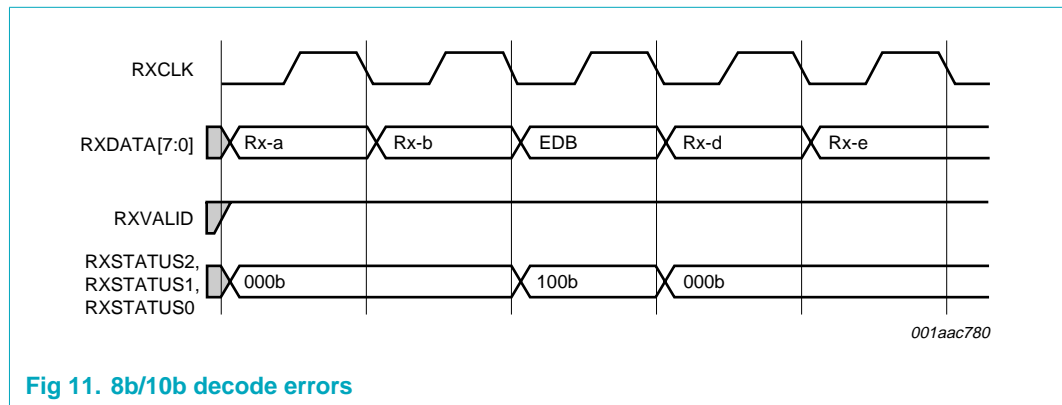 RXCLK
RXDATA[7:0]
Rx-a
Rx-b
EDB
Rx-d
Rx-e
RXVALID
RXSTATUS2,
RXSTATUS1,
RXSTATUS0
000b
100b
000b
001aac780
Fig 11. 8b/10b decode errors